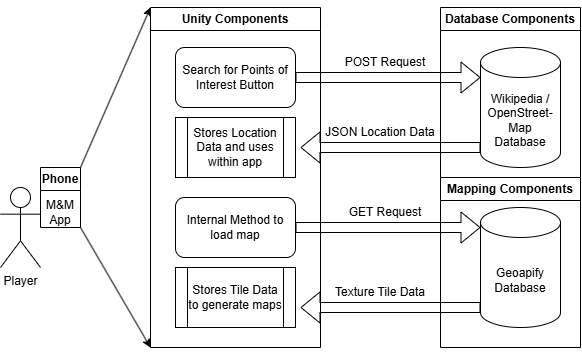 Unity Components
Database Components
Search for Points of
Interest Button
POST Request
Wikipedia /
OpenStreet-
Map
Database
Stores Location
Data and uses
within app
JSON Location Data
Phone
M&M
App
Player
Mapping Components
Internal Method to
load map
GET Request
Geoapify
Database
Stores Tile Data
to generate maps
Texture Tile Data